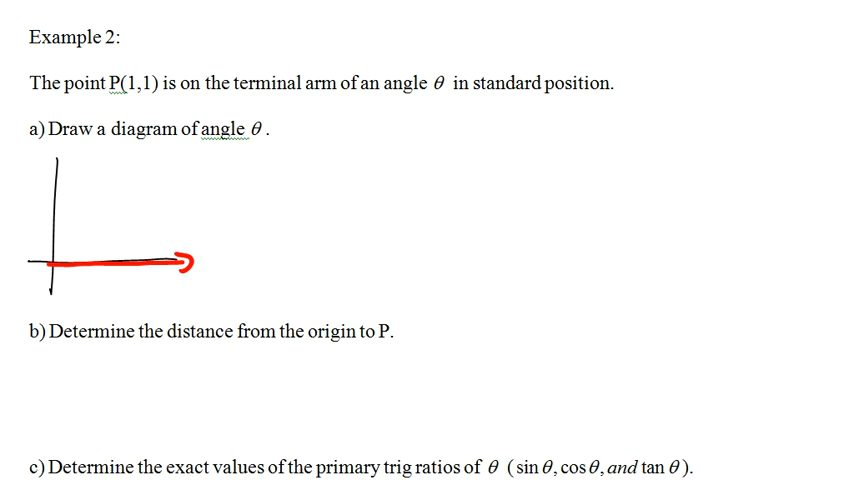 Example 2:
The point P(1,1) is on the terminal arm of an angle θ in standard position.
a) Draw a diagram of angle θ.
b) Determine the distance from the origin to P.
c) Determine the exact values of the primary trig ratios of θ (sin θ, cos θ, and tan θ).